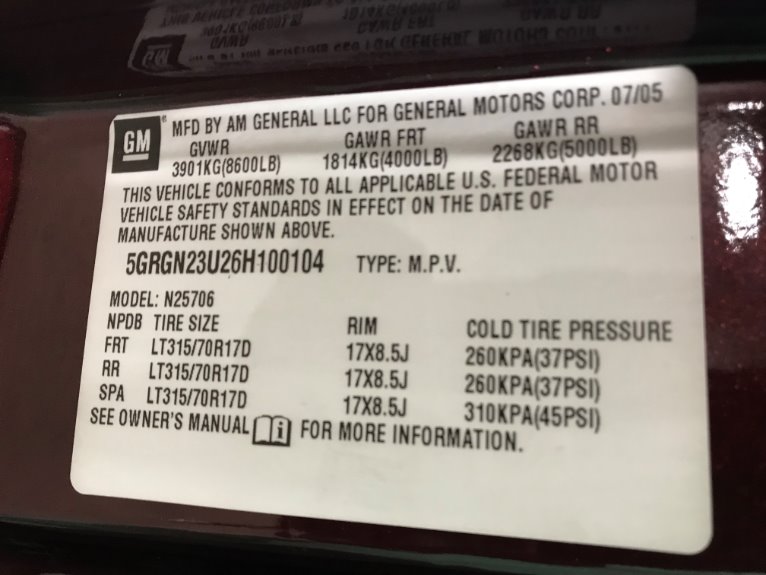 GM ® MFD BY AM GENERAL LLC FOR GENERAL MOTORS CORP. 07/05
GVWR GAWR FRT GAWR RR
3901KG(8600LB) 1814KG(4000LB) 2268KG(5000LB)
THIS VEHICLE CONFORMS TO ALL APPLICABLE U.S. FEDERAL MOTOR
VEHICLE SAFETY STANDARDS IN EFFECT ON THE DATE OF
MANUFACTURE SHOWN ABOVE.
5GRGN23U26H100104 TYPE: M.P.V.
MODEL: N25706
NPDB TIRE SIZE RIM COLD TIRE PRESSURE
FRT LT315/70R17D 17X8.5J 260KPA(37PSI)
RR LT315/70R17D 17X8.5J 260KPA(37PSI)
SPA LT315/70R17D 17X8.5J 310KPA(45PSI)
SEE OWNER'S MANUAL i FOR MORE INFORMATION.